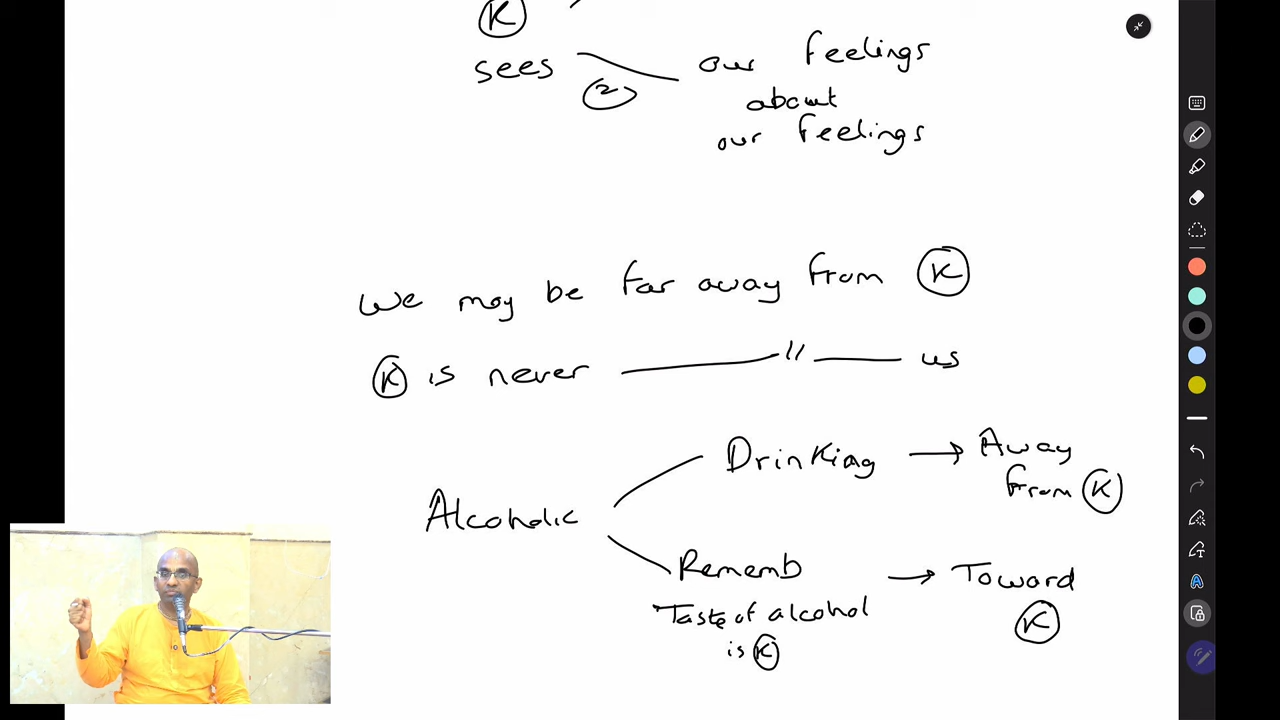 K
sees
2
our feelings
about
our feelings
We may be far away from K
K is never ——— " ——— us
Drinking → Away
from K
Alcoholic
Rememb → Toward
K
Taste of alcohol
is K